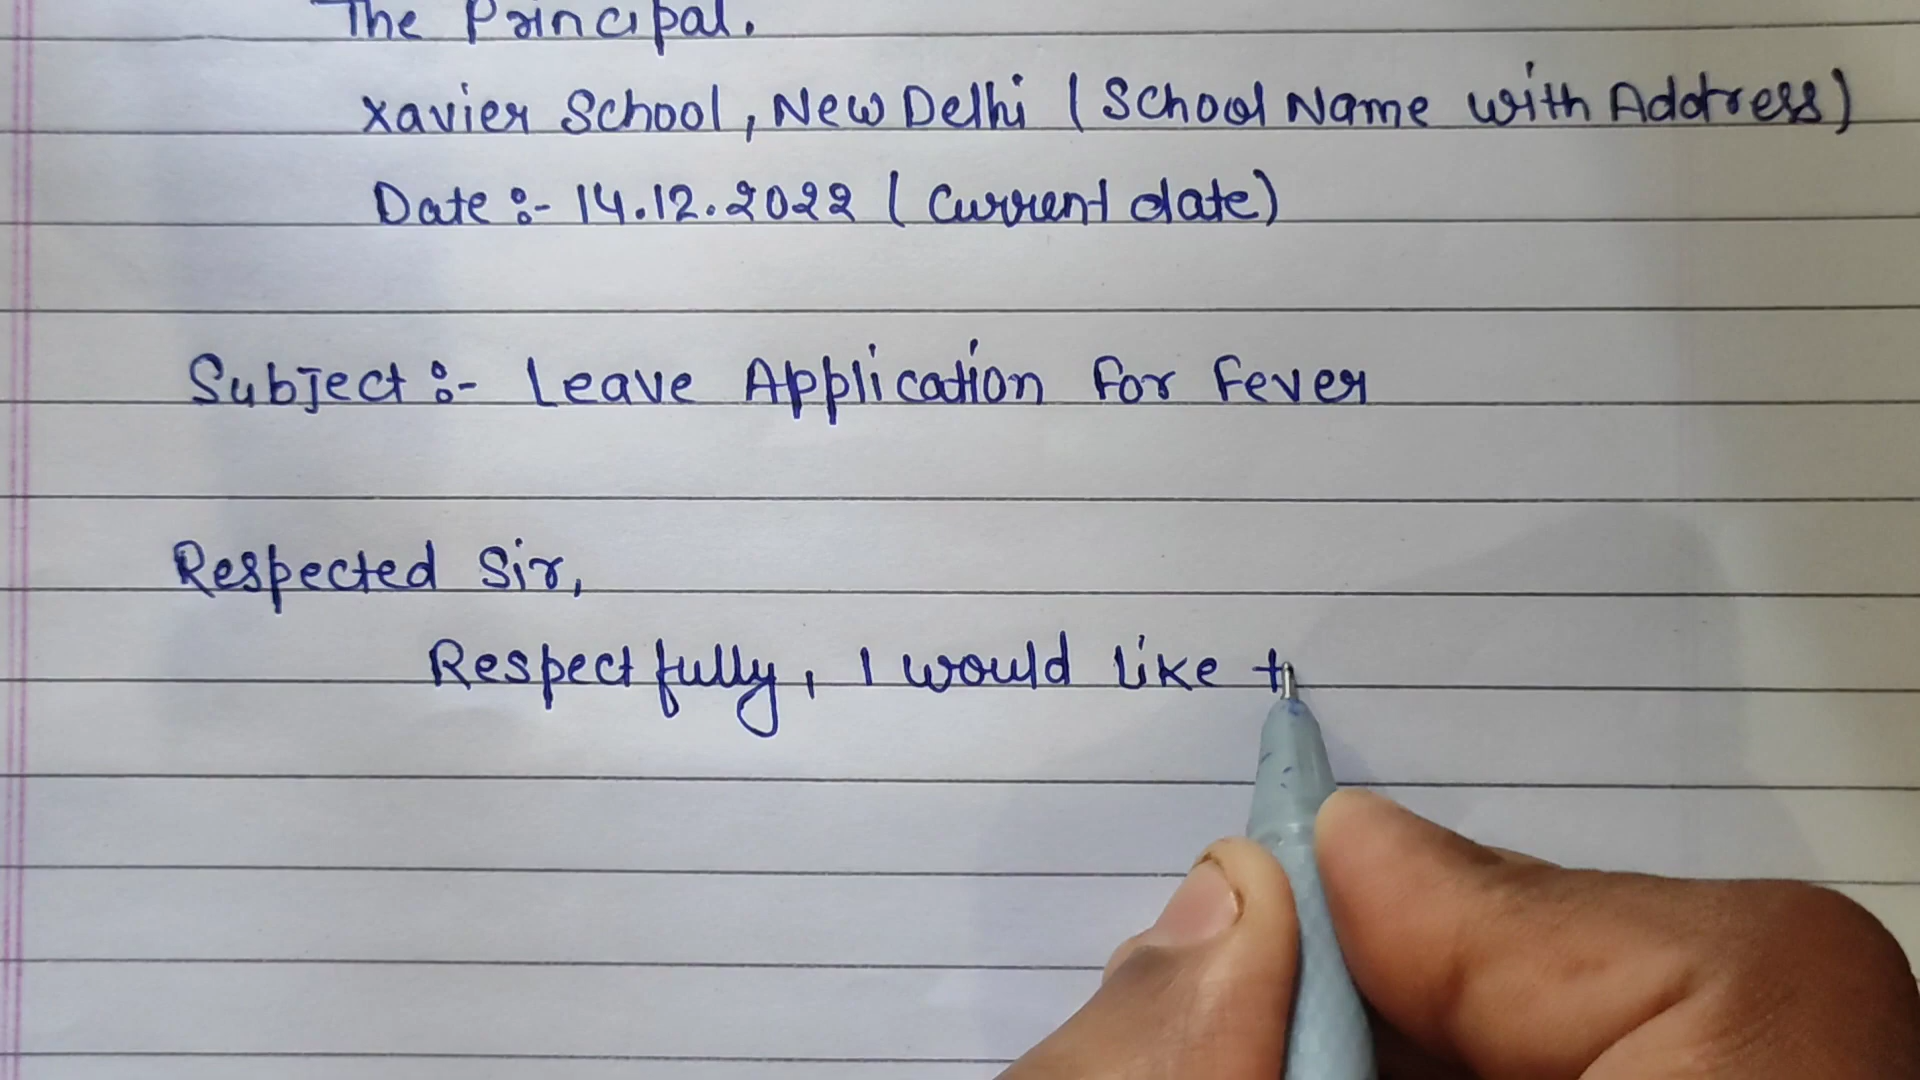 The Principal.
Xavier School, New Delhi (School Name with Address)
Date :- 14.12.2022 (Current date)
Subject :- Leave Application For Fever
Respected Sir,
Respectfully, I would like t